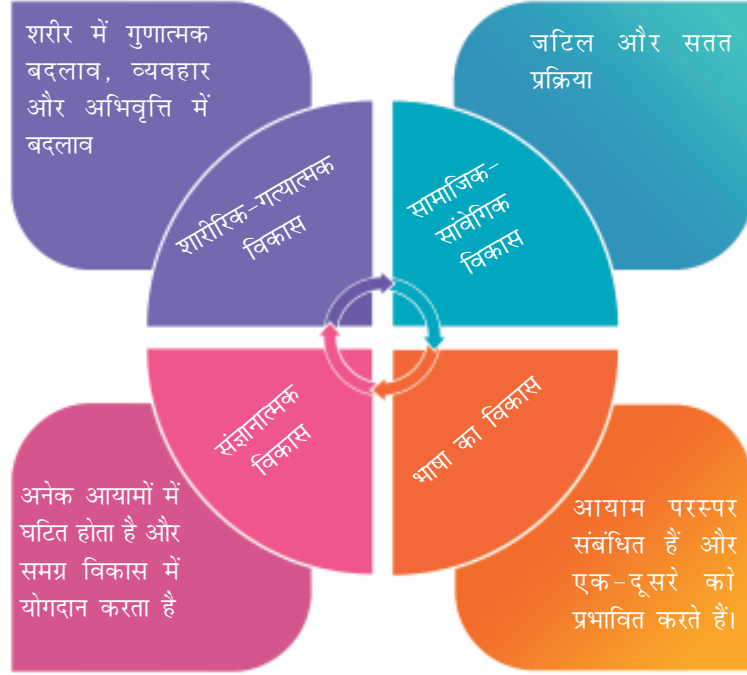 शरीर में गुणात्मक
बदलाव, व्यवहार
और अभिवृत्ति में
बदलाव
जटिल और सतत
प्रक्रिया
शारीरिक-गत्यात्मक
विकास
सामाजिक-
सांवेगिक
विकास
संज्ञानात्मक
विकास
भाषा का विकास
अनेक आयामों में
घटित होता है और
समग्र विकास में
योगदान करता है
आयाम परस्पर
संबंधित हैं और
एक-दूसरे को
प्रभावित करते हैं।